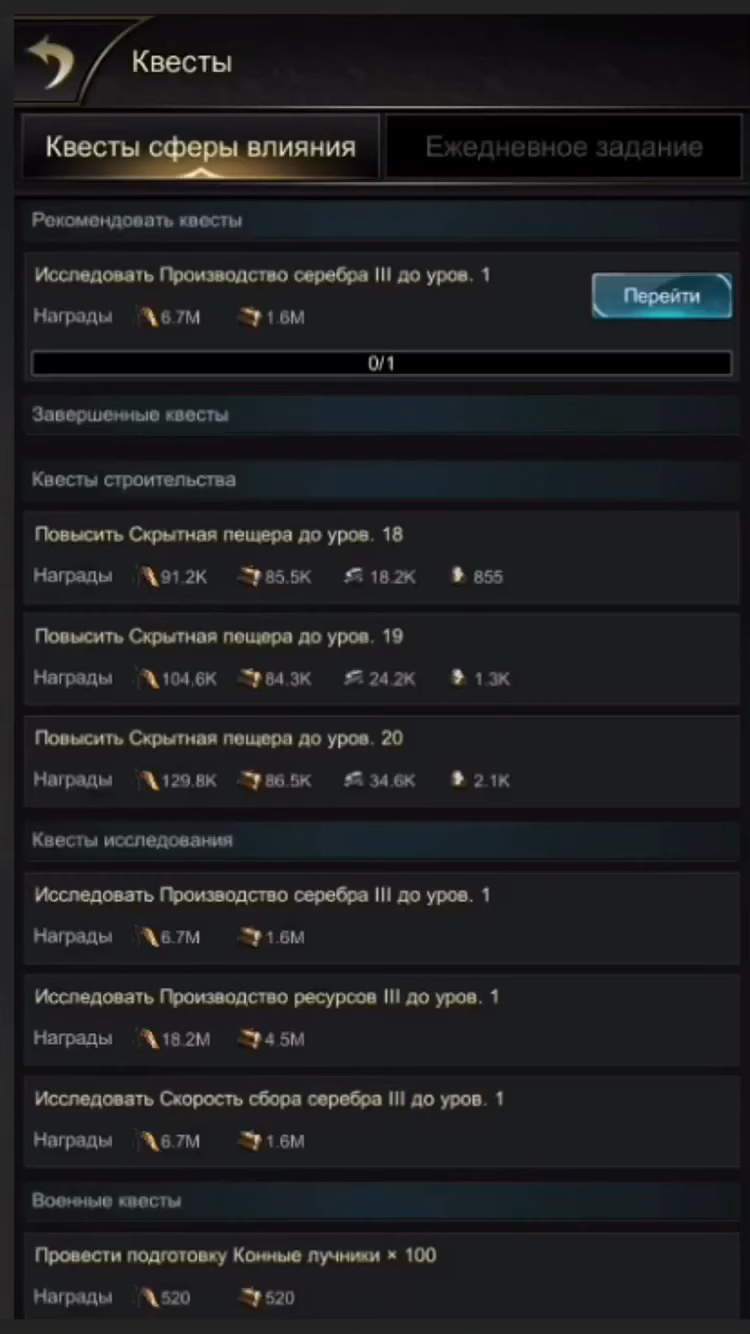 Квесты
Квесты сферы влияния Ежедневное задание
Рекомендовать квесты
Исследовать Производство серебра III до уров. 1
Перейти
Награды 6.7M 1.6M
0/1
Завершенные квесты
Квесты строительства
Повысить Скрытная пещера до уров. 18
Награды 91.2K 85.5K 18.2K 855
Повысить Скрытная пещера до уров. 19
Награды 104.6K 84.3K 24.2K 1.3K
Повысить Скрытная пещера до уров. 20
Награды 129.8K 86.5K 34.6K 2.1K
Квесты исследования
Исследовать Производство серебра III до уров. 1
Награды 6.7M 1.6M
Исследовать Производство ресурсов III до уров. 1
Награды 18.2M 4.5M
Исследовать Скорость сбора серебра III до уров. 1
Награды 6.7M 1.6M
Военные квесты
Провести подготовку Конные лучники × 100
Награды 520 520